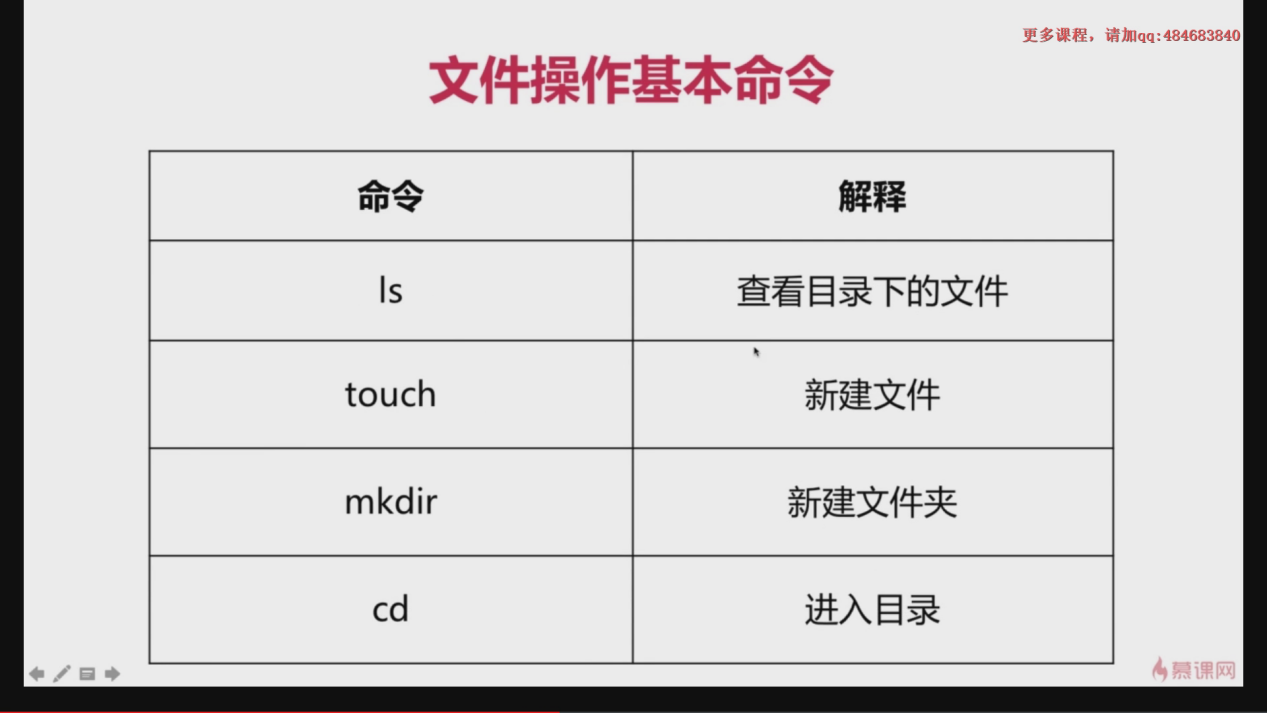 更多课程，请加qq:484683840
文件操作基本命令
命令 解释
ls 查看目录下的文件
touch 新建文件
mkdir 新建文件夹
cd 进入目录
慕课网